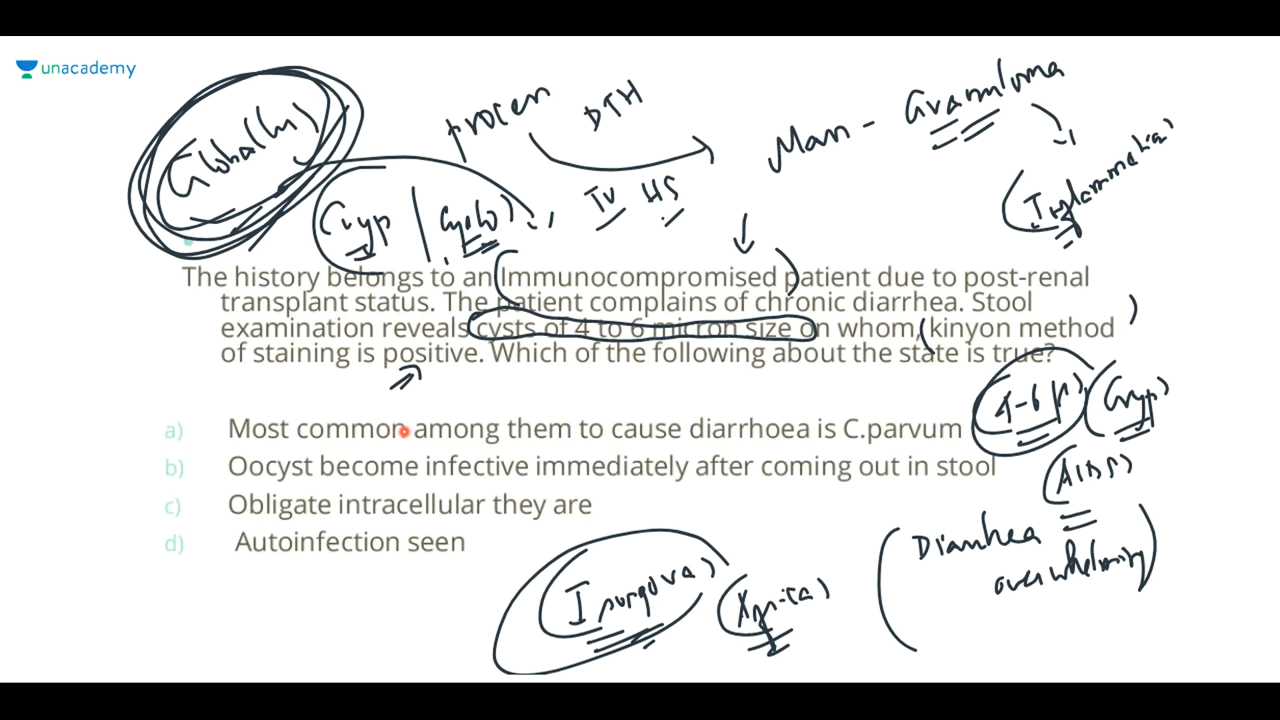 unacademy
Globally
DTH
Man - Granuloma
IV HS
Cryp | Cyclo
The history belongs to an Immunocompromised patient due to post-renal
transplant status. The patient complains of chronic diarrhea. Stool
examination reveals cysts of 4 to 6 micron size on whom, kinyon method
of staining is positive. Which of the following about the state is true?
4-6 μ (Cryp)
a) Most common among them to cause diarrhoea is C.parvum
b) Oocyst become infective immediately after coming out in stool
(AIDS)
c) Obligate intracellular they are
d) Autoinfection seen
Diarrhea
overwhelming